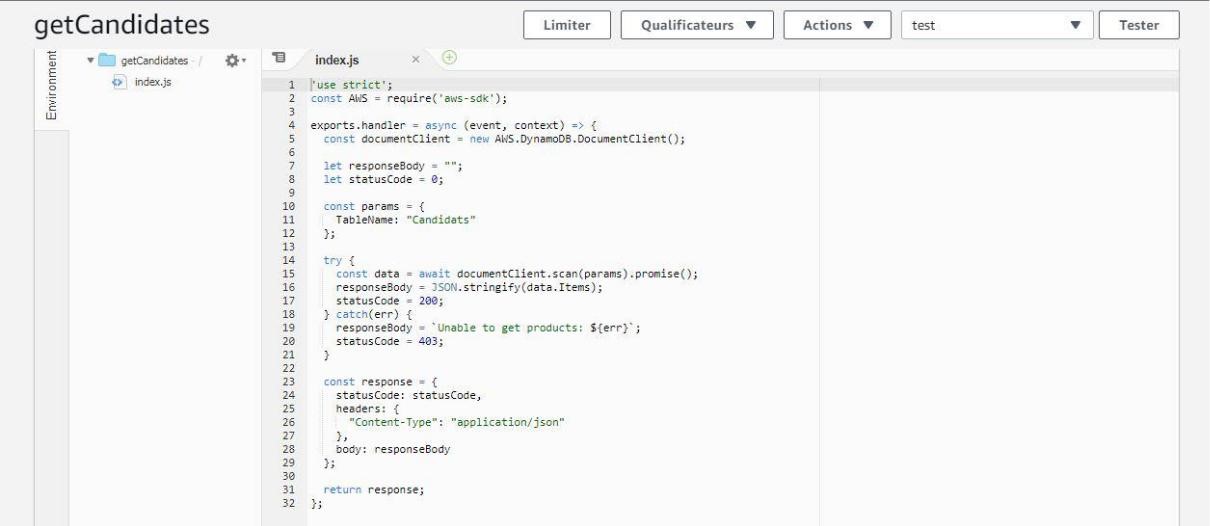 getCandidates
Limiter
Qualificateurs
Actions
test
Tester
Environment
getCandidates - /
index.js
index.js
1 'use strict';
2 const AWS = require('aws-sdk');
3
4 exports.handler = async (event, context) => {
5   const documentClient = new AWS.DynamoDB.DocumentClient();
6
7   let responseBody = "";
8   let statusCode = 0;
9
10   const params = {
11     TableName: "Candidats"
12   };
13
14   try {
15     const data = await documentClient.scan(params).promise();
16     responseBody = JSON.stringify(data.Items);
17     statusCode = 200;
18   } catch(err) {
19     responseBody = `Unable to get products: ${err}`;
20     statusCode = 403;
21   }
22
23   const response = {
24     statusCode: statusCode,
25     headers: {
26       "Content-Type": "application/json"
27     },
28     body: responseBody
29   };
30
31   return response;
32 };